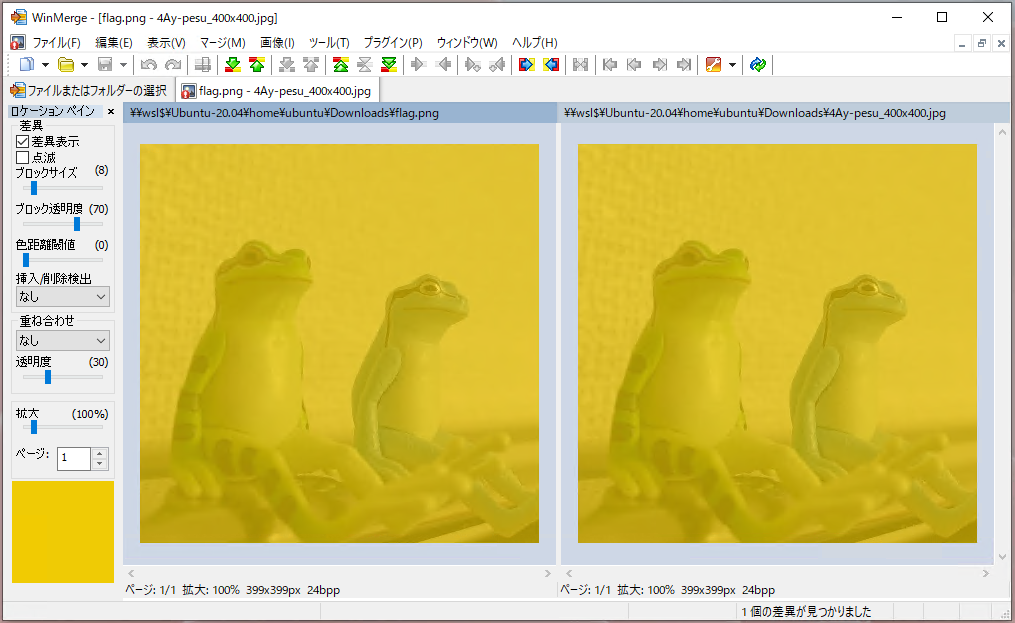 WinMerge - [flag.png - 4Ay-pesu_400x400.jpg]
ファイル(F) 編集(E) 表示(V) マージ(M) 画像(I) ツール(T) プラグイン(P) ウィンドウ(W) ヘルプ(H)
ファイルまたはフォルダーの選択 flag.png - 4Ay-pesu_400x400.jpg
ロケーション ペイン ×
¥¥wsl$¥Ubuntu-20.04¥home¥ubuntu¥Downloads¥flag.png
¥¥wsl$¥Ubuntu-20.04¥home¥ubuntu¥Downloads¥4Ay-pesu_400x400.jpg
差異
差異表示
点滅
ブロックサイズ (8)
ブロック透明度 (70)
色距離閾値 (0)
挿入/削除検出
なし
重ね合わせ
なし
透明度 (30)
拡大 (100%)
ページ: 1
ページ: 1/1 拡大: 100% 399x399px 24bpp
ページ: 1/1 拡大: 100% 399x399px 24bpp
1 個の差異が見つかりました